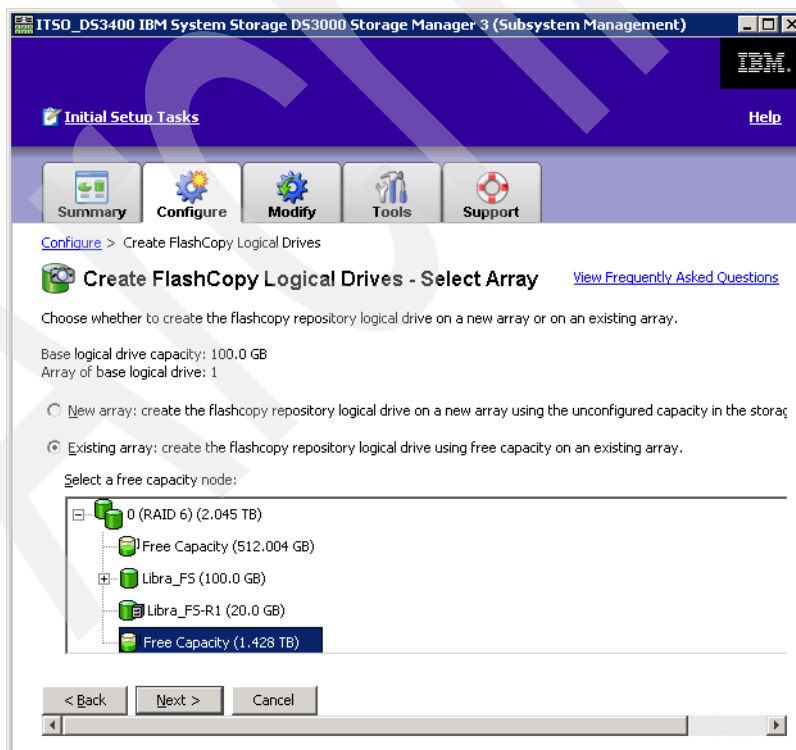 ITSO_DS3400 IBM System Storage DS3000 Storage Manager 3 (Subsystem Management)
IBM.
Initial Setup Tasks
Help
Summary
Configure
Modify
Tools
Support
Configure > Create FlashCopy Logical Drives
Create FlashCopy Logical Drives - Select Array
View Frequently Asked Questions
Choose whether to create the flashcopy repository logical drive on a new array or on an existing array.
Base logical drive capacity: 100.0 GB
Array of base logical drive: 1
New array: create the flashcopy repository logical drive on a new array using the unconfigured capacity in the storag
Existing array: create the flashcopy repository logical drive using free capacity on an existing array.
Select a free capacity node:
0 (RAID 6) (2.045 TB)
Free Capacity (512.004 GB)
Libra_FS (100.0 GB)
Libra_FS-R1 (20.0 GB)
Free Capacity (1.428 TB)
< Back
Next >
Cancel